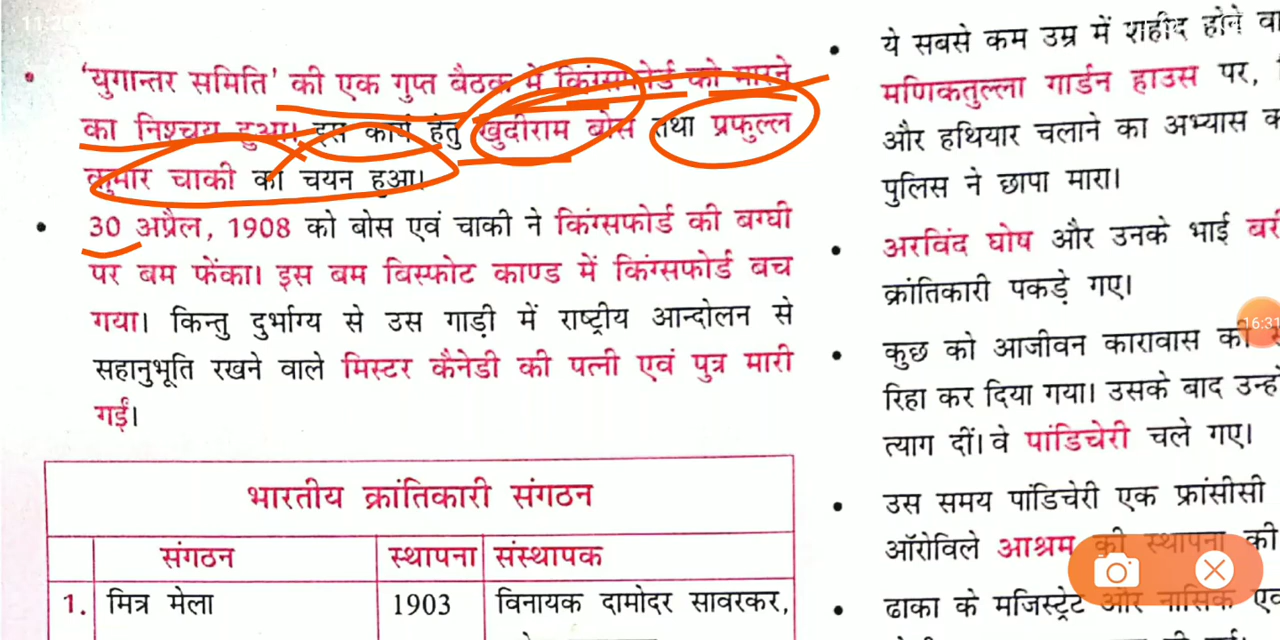 11:20
'युगान्तर समिति' की एक गुप्त बैठक में किंग्सफोर्ड को मारने
का निश्चय हुआ। इस कार्य हेतु खुदीराम बोस तथा प्रफुल्ल
कुमार चाकी का चयन हुआ।
30 अप्रैल, 1908 को बोस एवं चाकी ने किंग्सफोर्ड की बग्घी
पर बम फेंका। इस बम विस्फोट काण्ड में किंग्सफोर्ड बच
गया। किन्तु दुर्भाग्य से उस गाड़ी में राष्ट्रीय आन्दोलन से
सहानुभूति रखने वाले मिस्टर कैनेडी की पत्नी एवं पुत्र मारी
गईं।
भारतीय क्रांतिकारी संगठन
संगठन स्थापना संस्थापक
1. मित्र मेला 1903 विनायक दामोदर सावरकर,
ये सबसे कम उम्र में शहीद होने
मणिकतुल्ला गार्डन हाउस पर,
और हथियार चलाने का अभ्यास
पुलिस ने छापा मारा।
अरविंद घोष और उनके भाई
क्रांतिकारी पकड़े गए।
16:31
कुछ को आजीवन कारावास की
रिहा कर दिया गया। उसके बाद
त्याग दीं। वे पांडिचेरी चले गए।
उस समय पांडिचेरी एक फ्रांसीसी
ऑरोविले आश्रम की स्थापना की
ढाका के मजिस्ट्रेट और नासिक